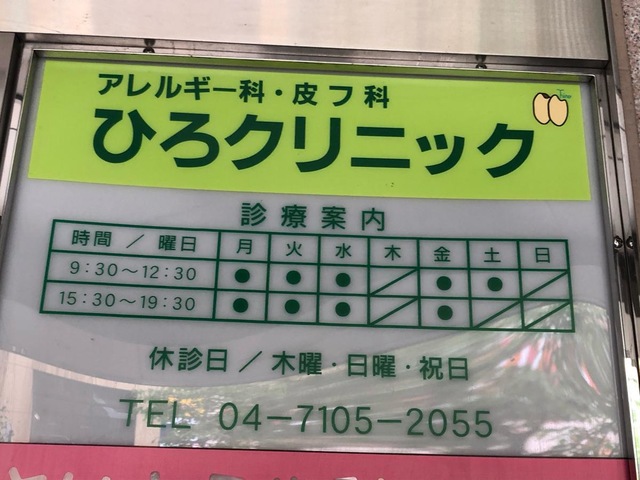 アレルギー科・皮フ科
ひろクリニック
診療案内
時間 ／ 曜日 月 火 水 木 金 土 日
9:30～12:30 ● ● ● ／ ● ● ／
15:30～19:30 ● ● ● ／ ● ／ ／
休診日 ／ 木曜・日曜・祝日
TEL 04-7105-2055